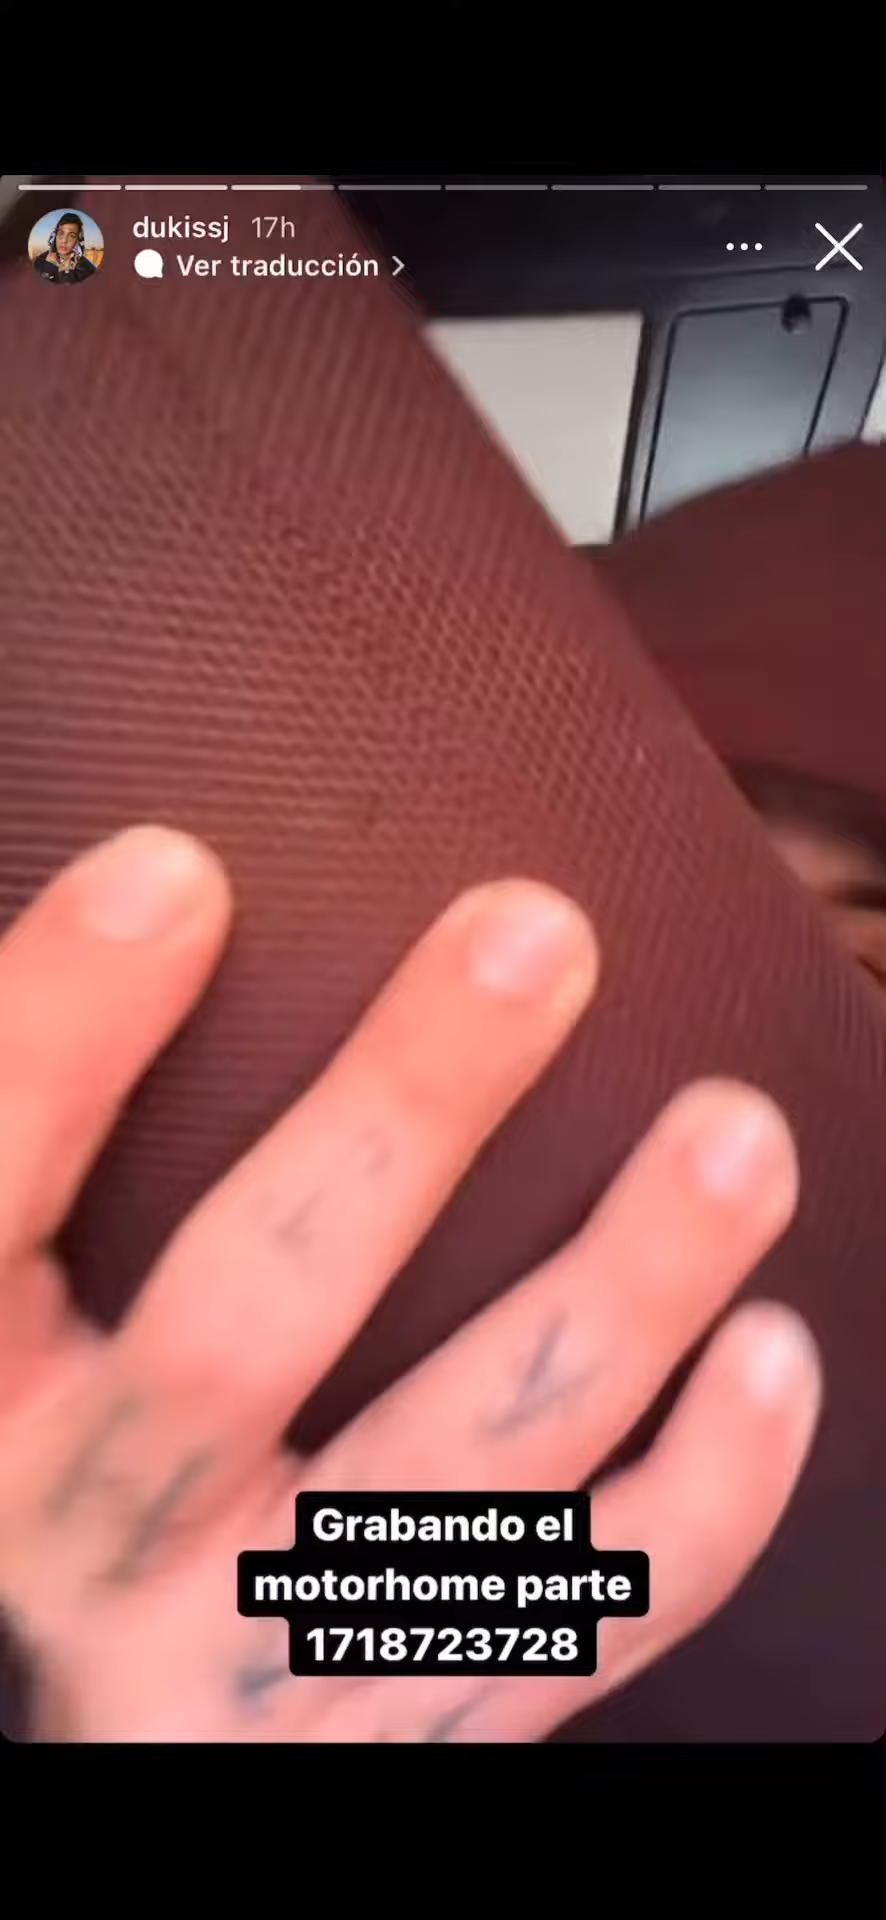 dukissj 17h
Ver traducción
Grabando el
motorhome parte
1718723728